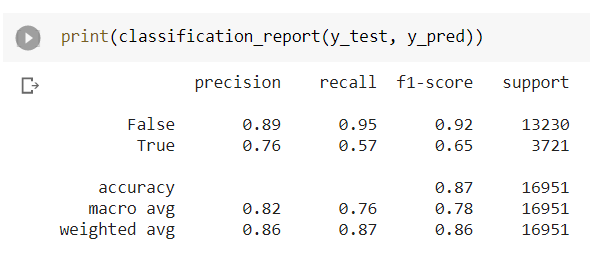 print(classification_report(y_test, y_pred))
precision recall f1-score support
False 0.89 0.95 0.92 13230
True 0.76 0.57 0.65 3721
accuracy 0.87 16951
macro avg 0.82 0.76 0.78 16951
weighted avg 0.86 0.87 0.86 16951